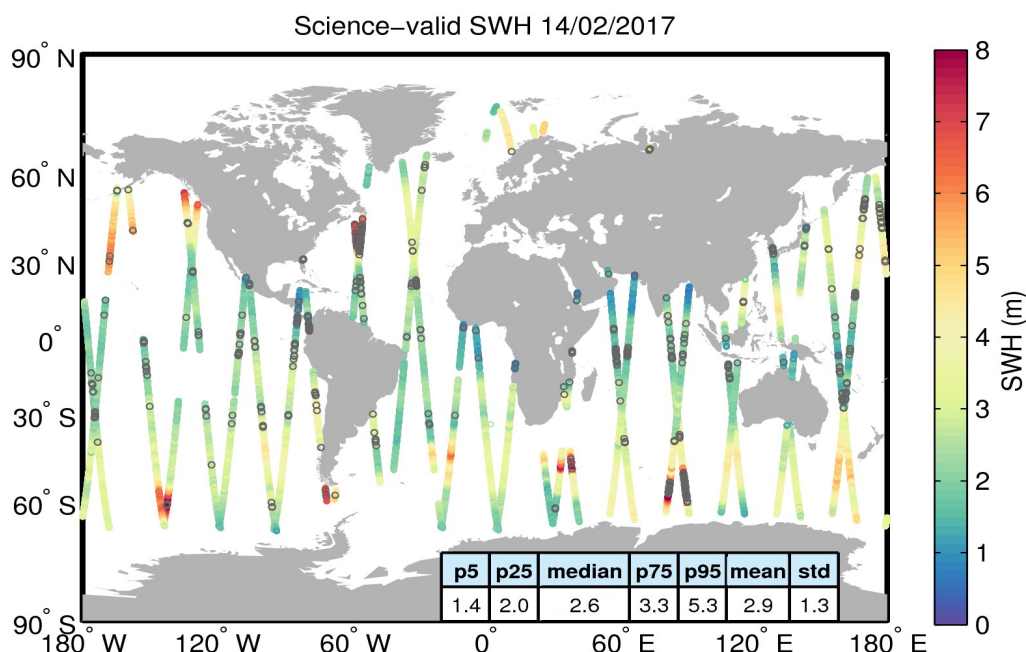 Science−valid SWH 14/02/2017
90° N
60° N
30° N
0°
30° S
60° S
90° S
180° W
120° W
60° W
0°
60° E
120° E
180° E
p5 p25 median p75 p95 mean std
1.4 2.0 2.6 3.3 5.3 2.9 1.3
8
7
6
5
4
3
2
1
0
SWH (m)